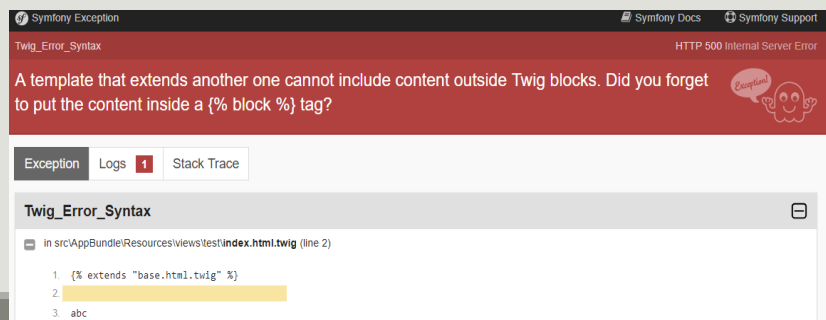 sf Symfony Exception Symfony Docs Symfony Support
Twig_Error_Syntax HTTP 500 Internal Server Error
A template that extends another one cannot include content outside Twig blocks. Did you forget
to put the content inside a {% block %} tag?
Exception!
Exception Logs 1 Stack Trace
Twig_Error_Syntax
in src\AppBundle\Resources\views\test\index.html.twig (line 2)
1. {% extends "base.html.twig" %}
2.
3. abc